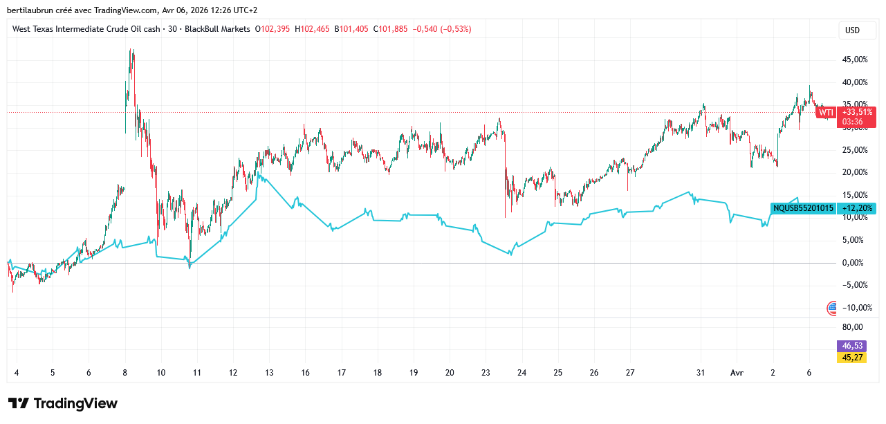 bertilaubrun créé avec TradingView.com, Avr 06, 2026 12:26 UTC+2
West Texas Intermediate Crude Oil cash · 30 · BlackBull Markets O102,395 H102,465 B101,405 C101,885 −0,540 (−0,53%)
USD
45,00%
40,00%
35,00%
WTI +33,51%
03:36
30,00%
25,00%
20,00%
15,00%
NQUSB55201015 +12,20%
10,00%
5,00%
0,00%
−5,00%
−10,00%
80,00
46,53
45,27
4 5 6 8 10 11 12 13 16 17 18 19 20 23 24 25 26 27 31 Avr 2 6
TradingView